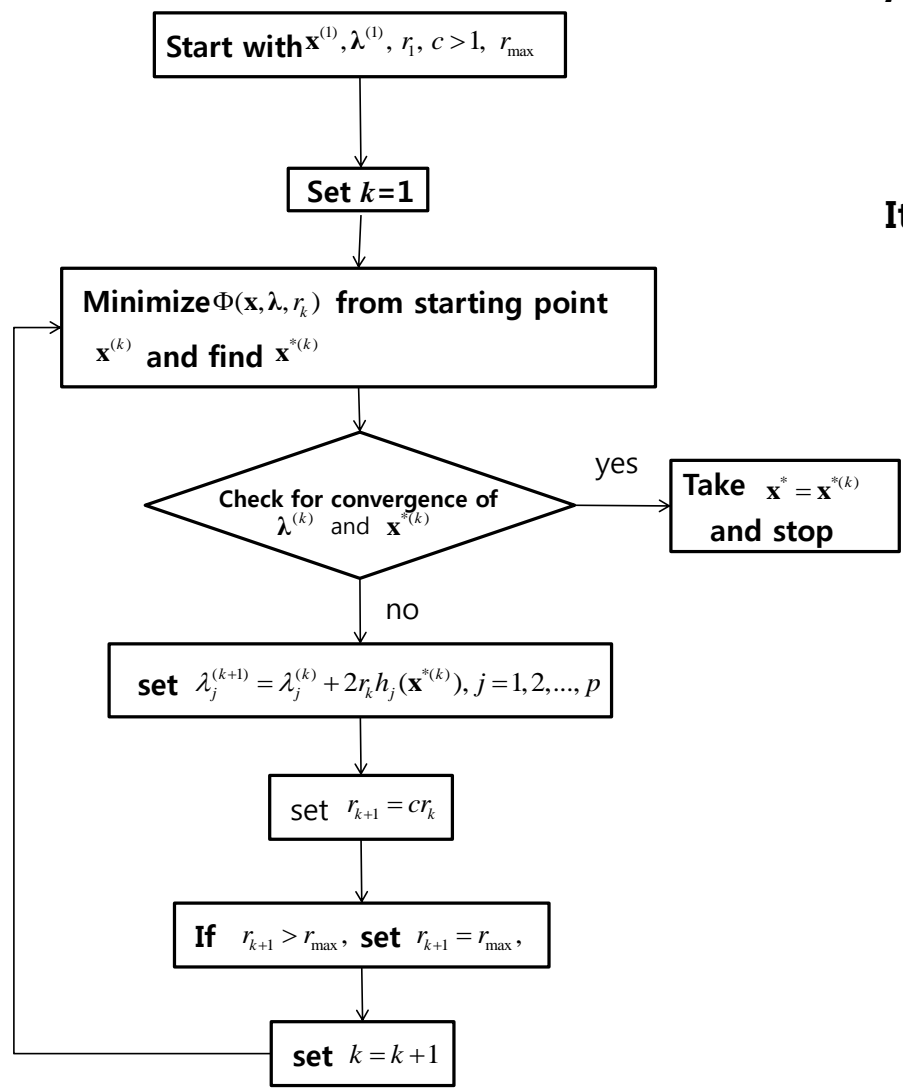 Start with x^(1), λ^(1), r_1, c > 1, r_max
Set k=1
It
Minimize Φ(x, λ, r_k) from starting point
x^(k) and find x^*(k)
Check for convergence of
λ^(k) and x^*(k)
yes
Take x^* = x^*(k)
and stop
no
set λ_j^(k+1) = λ_j^(k) + 2r_k h_j(x^*(k)), j = 1, 2, ..., p
set r_{k+1} = cr_k
If r_{k+1} > r_max, set r_{k+1} = r_max,
set k = k + 1